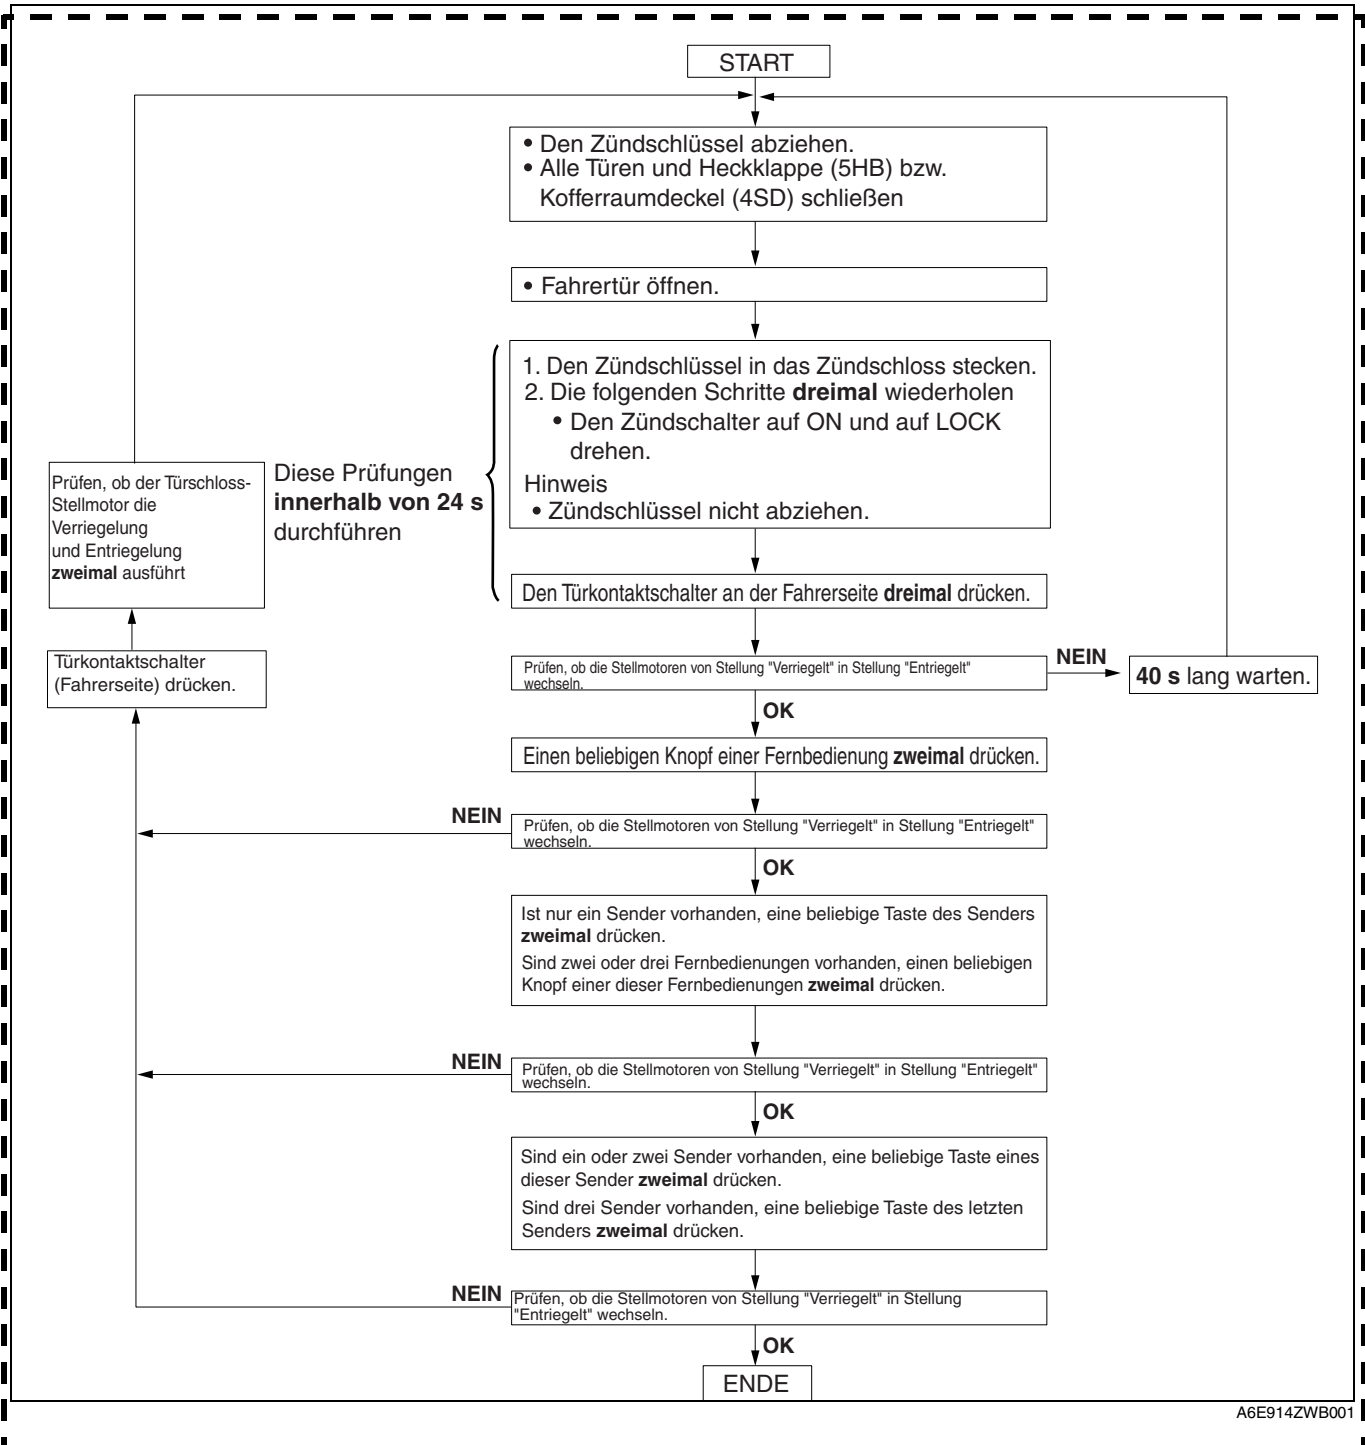 START
• Den Zündschlüssel abziehen.
• Alle Türen und Heckklappe (5HB) bzw.
Kofferraumdeckel (4SD) schließen
• Fahrertür öffnen.
1. Den Zündschlüssel in das Zündschloss stecken.
2. Die folgenden Schritte dreimal wiederholen
• Den Zündschalter auf ON und auf LOCK
drehen.
Hinweis
• Zündschlüssel nicht abziehen.
Diese Prüfungen
innerhalb von 24 s
durchführen
Prüfen, ob der Türschloss-
Stellmotor die
Verriegelung
und Entriegelung
zweimal ausführt
Den Türkontaktschalter an der Fahrerseite dreimal drücken.
Türkontaktschalter
(Fahrerseite) drücken.
Prüfen, ob die Stellmotoren von Stellung "Verriegelt" in Stellung "Entriegelt"
wechseln.
NEIN
40 s lang warten.
OK
Einen beliebigen Knopf einer Fernbedienung zweimal drücken.
NEIN
Prüfen, ob die Stellmotoren von Stellung "Verriegelt" in Stellung "Entriegelt"
wechseln.
OK
Ist nur ein Sender vorhanden, eine beliebige Taste des Senders
zweimal drücken.
Sind zwei oder drei Fernbedienungen vorhanden, einen beliebigen
Knopf einer dieser Fernbedienungen zweimal drücken.
NEIN
Prüfen, ob die Stellmotoren von Stellung "Verriegelt" in Stellung "Entriegelt"
wechseln.
OK
Sind ein oder zwei Sender vorhanden, eine beliebige Taste eines
dieser Sender zweimal drücken.
Sind drei Sender vorhanden, eine beliebige Taste des letzten
Senders zweimal drücken.
NEIN
Prüfen, ob die Stellmotoren von Stellung "Verriegelt" in Stellung
"Entriegelt" wechseln.
OK
ENDE
A6E914ZWB001